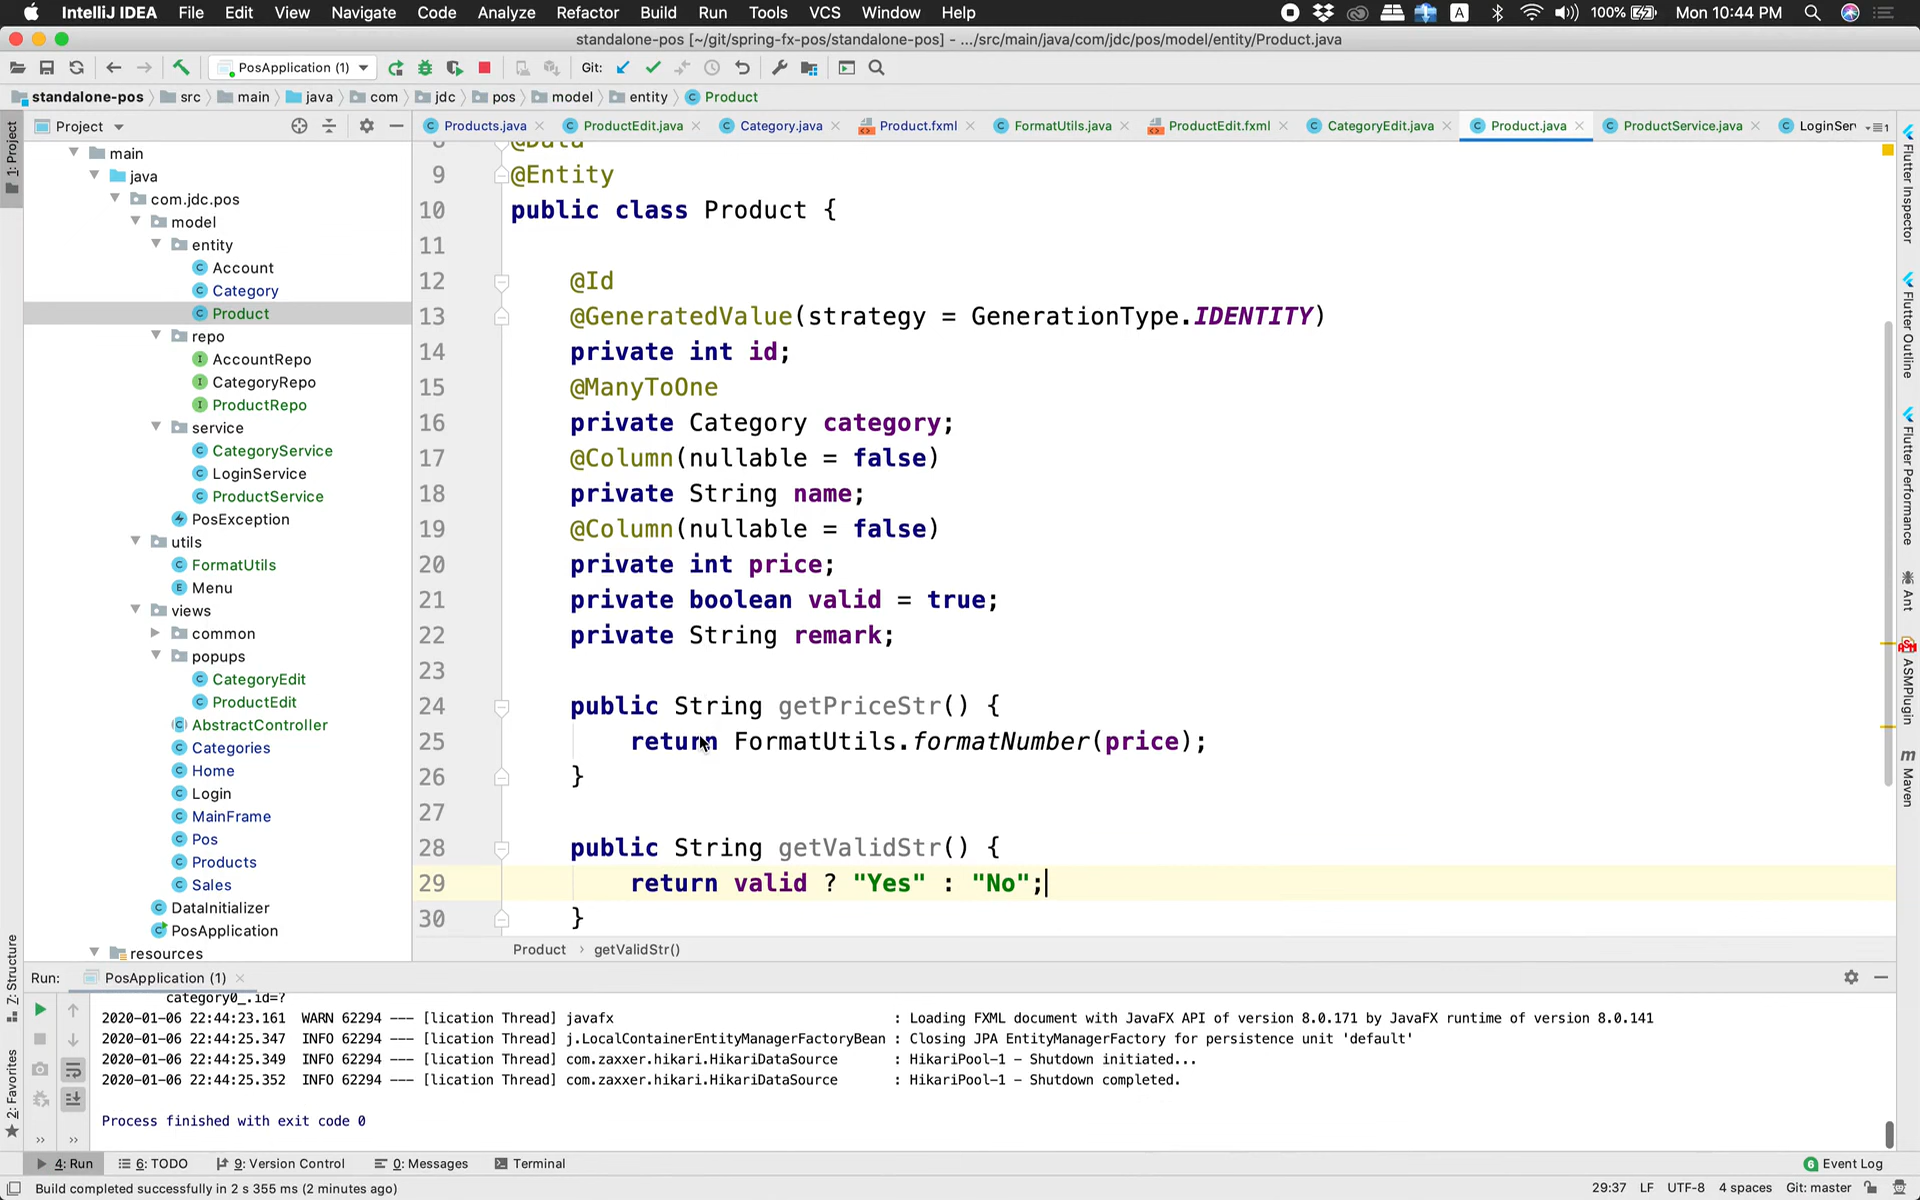 IntelliJ IDEA File Edit View Navigate Code Analyze Refactor Build Run Tools VCS Window Help A 100% Mon 10:44 PM
standalone-pos [~/git/spring-fx-pos/standalone-pos] - .../src/main/java/com/jdc/pos/model/entity/Product.java
PosApplication (1) Git:
standalone-pos src main java com jdc pos model entity Product
Project
Products.java ProductEdit.java Category.java Product.fxml FormatUtils.java ProductEdit.fxml CategoryEdit.java Product.java ProductService.java LoginSer
1: Project
main
java
com.jdc.pos
model
entity
Account
Category
Product
repo
AccountRepo
CategoryRepo
ProductRepo
service
CategoryService
LoginService
ProductService
PosException
utils
FormatUtils
Menu
views
common
popups
CategoryEdit
ProductEdit
AbstractController
Categories
Home
Login
MainFrame
Pos
Products
Sales
DataInitializer
PosApplication
resources
Z: Structure
2: Favorites
8 @Data
9 @Entity
10 public class Product {
11
12 @Id
13 @GeneratedValue(strategy = GenerationType.IDENTITY)
14 private int id;
15 @ManyToOne
16 private Category category;
17 @Column(nullable = false)
18 private String name;
19 @Column(nullable = false)
20 private int price;
21 private boolean valid = true;
22 private String remark;
23
24 public String getPriceStr() {
25 return FormatUtils.formatNumber(price);
26 }
27
28 public String getValidStr() {
29 return valid ? "Yes" : "No";
30 }
Product › getValidStr()
Flutter Inspector
Flutter Outline
Flutter Performance
Ant
ASMPlugin
Maven
Run: PosApplication (1)
category0_.id=?
2020-01-06 22:44:23.161 WARN 62294 --- [lication Thread] javafx : Loading FXML document with JavaFX API of version 8.0.171 by JavaFX runtime of version 8.0.141
2020-01-06 22:44:25.347 INFO 62294 --- [lication Thread] j.LocalContainerEntityManagerFactoryBean : Closing JPA EntityManagerFactory for persistence unit 'default'
2020-01-06 22:44:25.349 INFO 62294 --- [lication Thread] com.zaxxer.hikari.HikariDataSource : HikariPool-1 - Shutdown initiated...
2020-01-06 22:44:25.352 INFO 62294 --- [lication Thread] com.zaxxer.hikari.HikariDataSource : HikariPool-1 - Shutdown completed.
Process finished with exit code 0
4: Run 6: TODO 9: Version Control 0: Messages Terminal 6 Event Log
Build completed successfully in 2 s 355 ms (2 minutes ago) 29:37 LF UTF-8 4 spaces Git: master